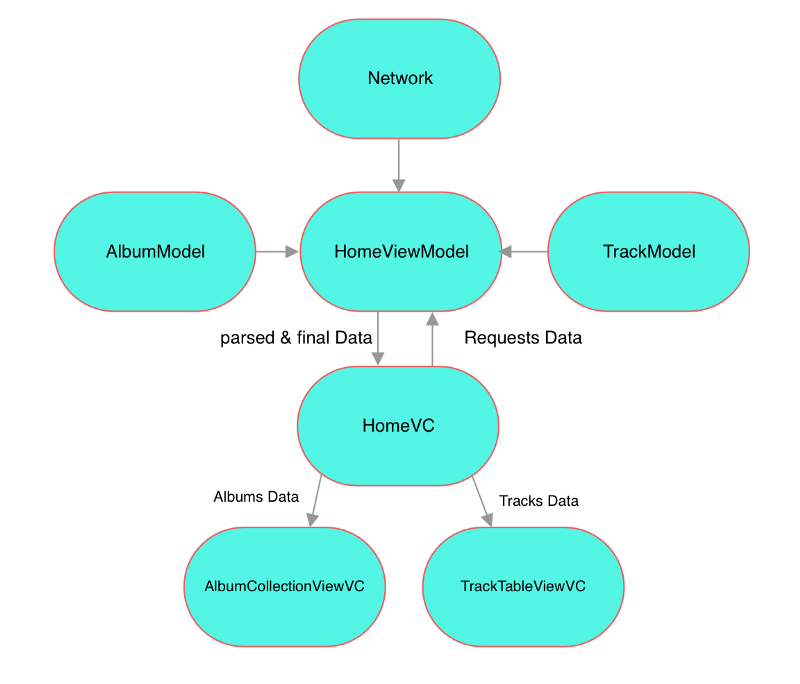 Network
AlbumModel
HomeViewModel
TrackModel
parsed & final Data
Requests Data
HomeVC
Albums Data
Tracks Data
AlbumCollectionViewVC
TrackTableViewVC